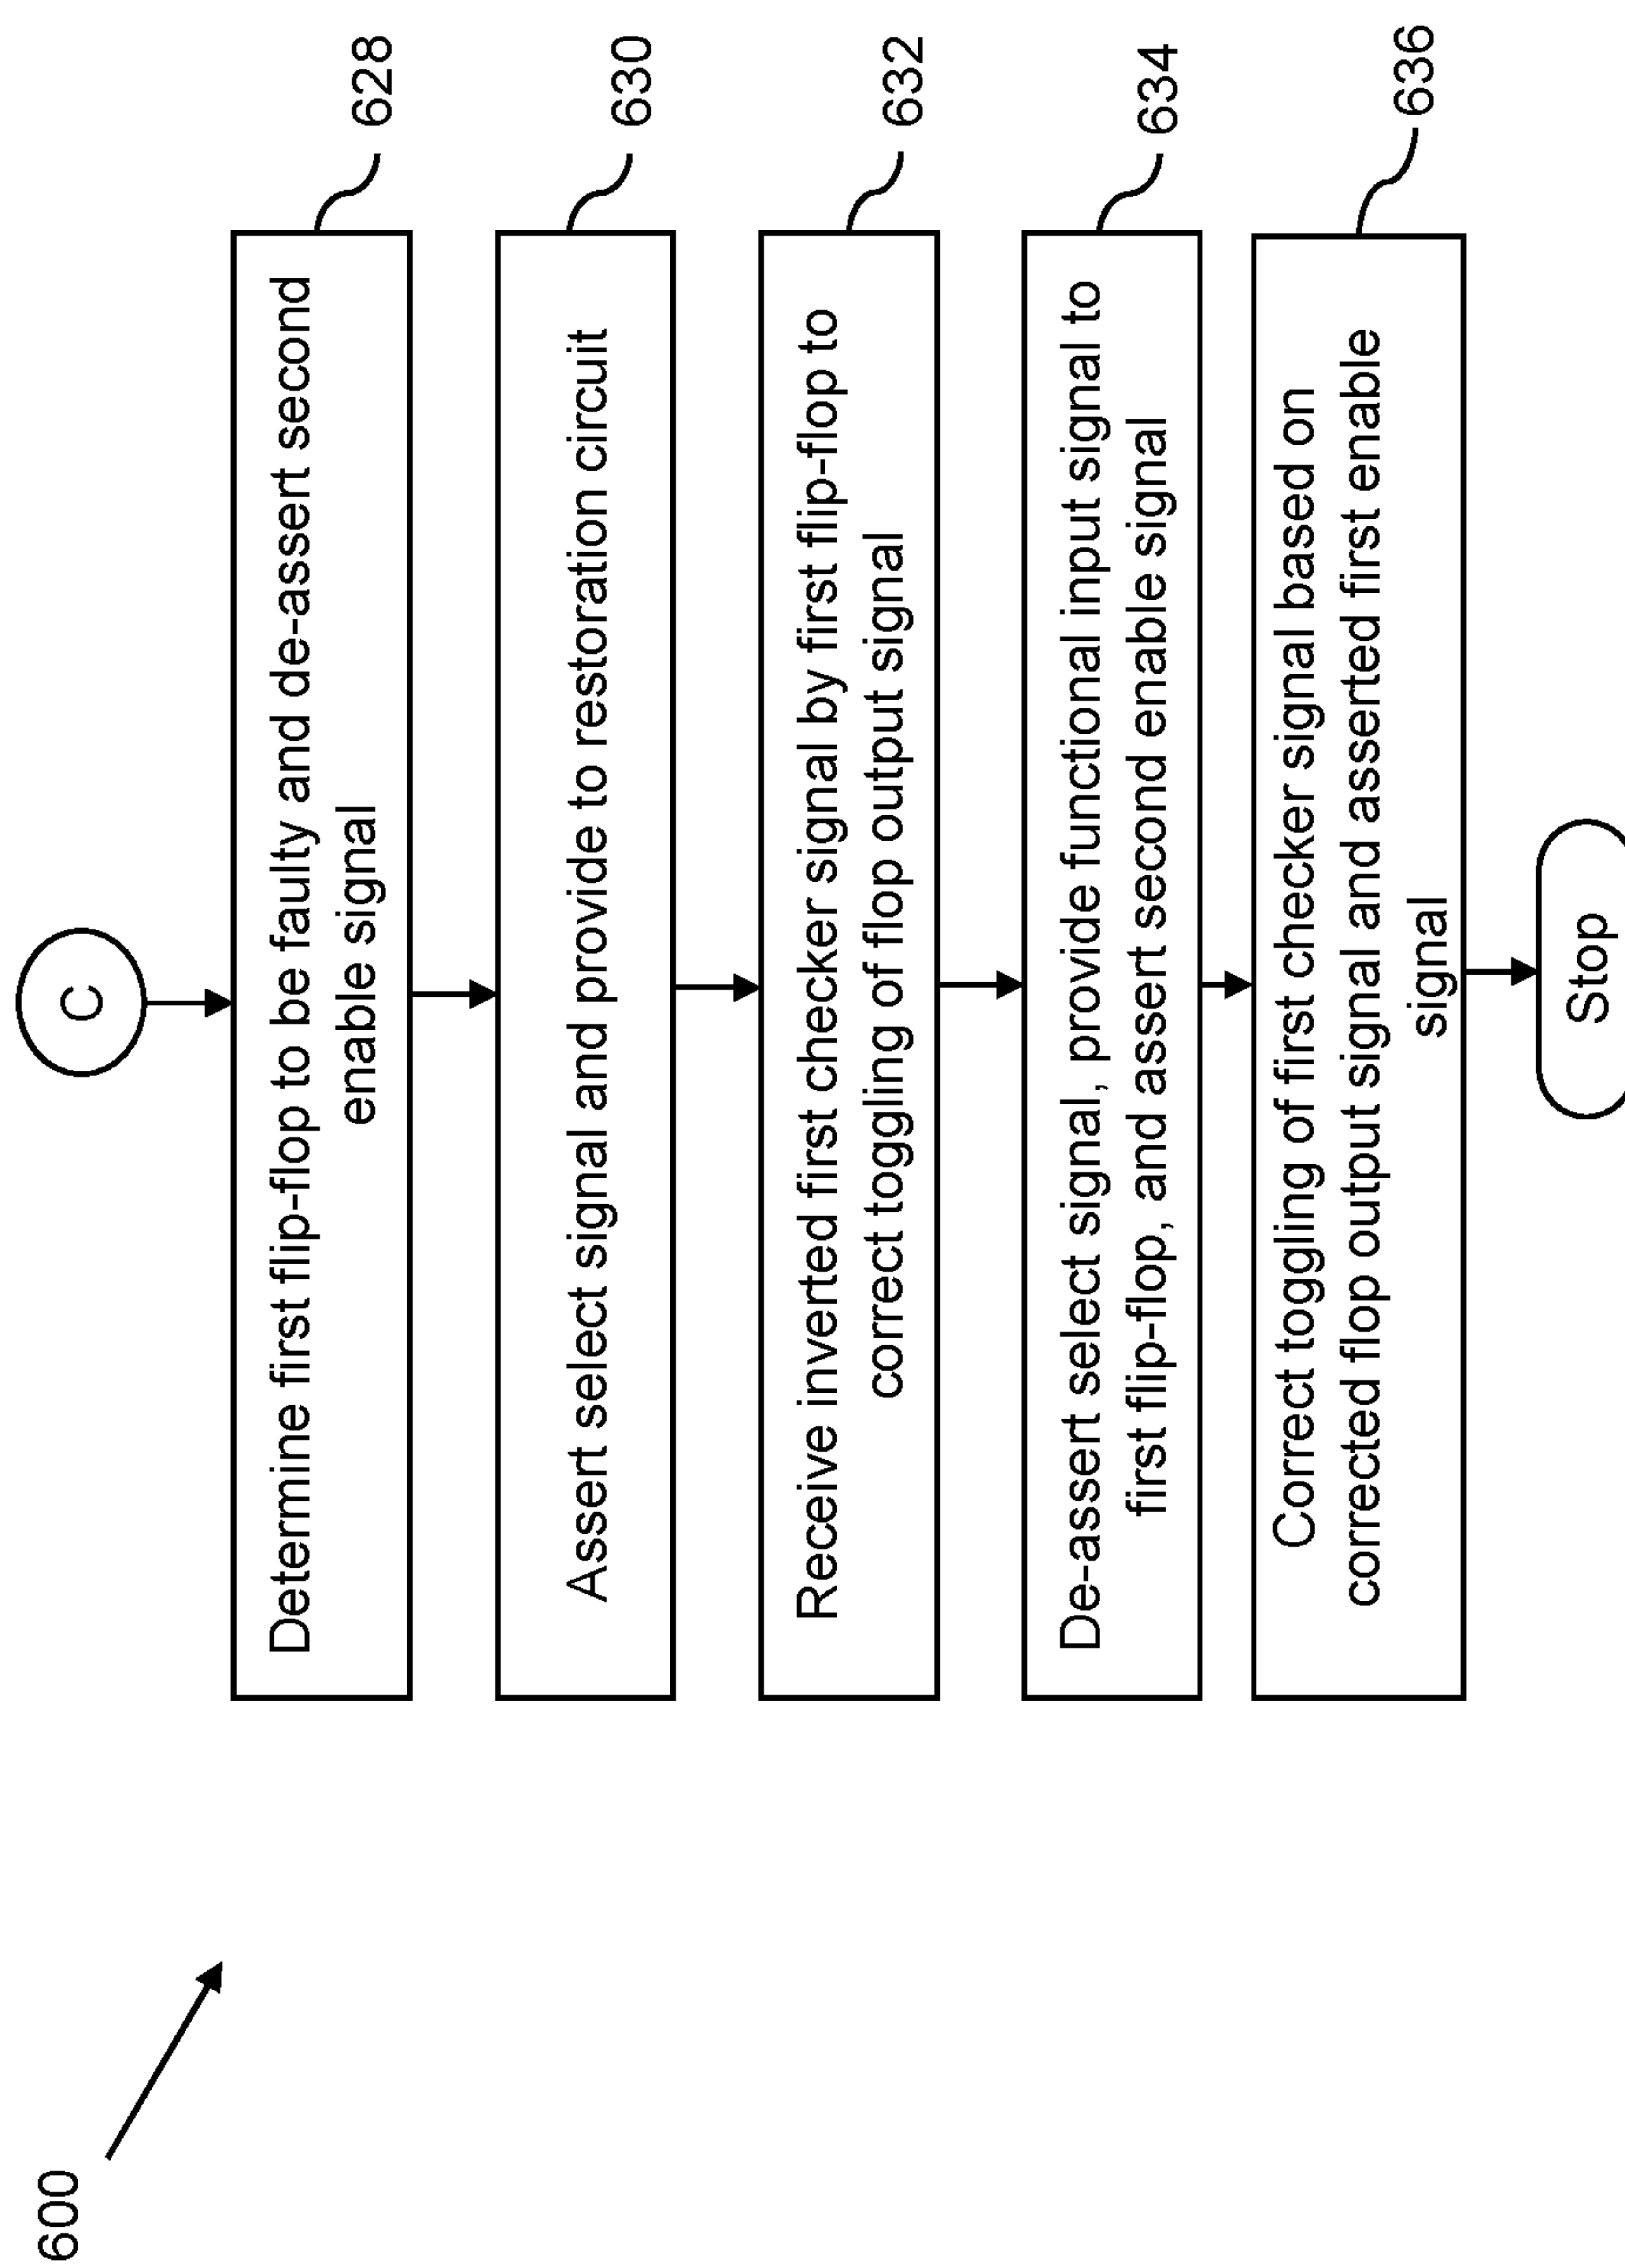 600
C
Determine first flip-flop to be faulty and de-assert second
enable signal
628
Assert select signal and provide to restoration circuit
630
Receive inverted first checker signal by first flip-flop to
correct toggling of flop output signal
632
De-assert select signal, provide functional input signal to
first flip-flop, and assert second enable signal
634
Correct toggling of first checker signal based on
corrected flop output signal and asserted first enable
signal
636
Stop